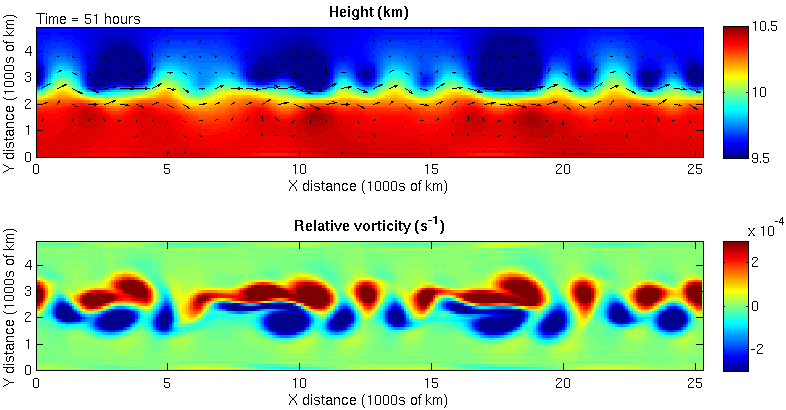 Height (km)
Time = 51 hours
10.5
10
9.5
Y distance (1000s of km)
4
3
2
1
0
0 5 10 15 20 25
X distance (1000s of km)
Relative vorticity (s-1)
x 10-4
2
0
-2
Y distance (1000s of km)
4
3
2
1
0
0 5 10 15 20 25
X distance (1000s of km)